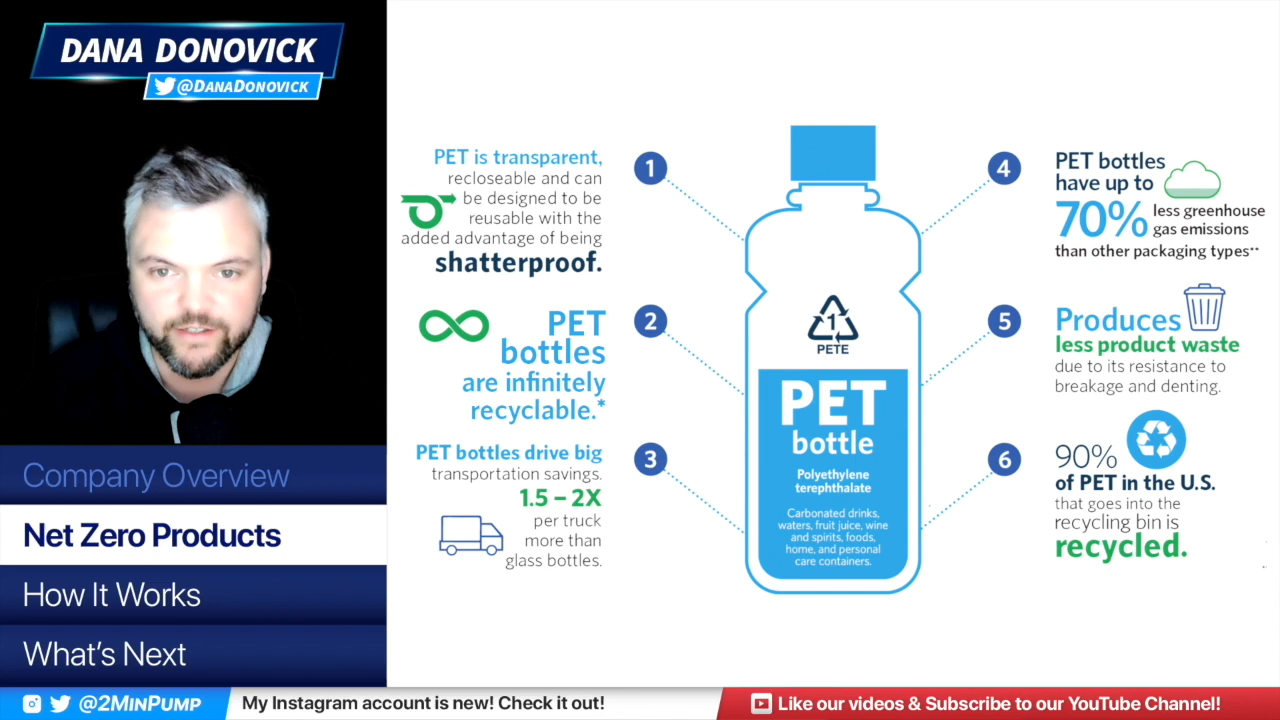 DANA DONOVICK
@DANADONOVICK
Company Overview
Net Zero Products
How It Works
What's Next
PET is transparent,
recloseable and can
be designed to be
reusable with the
added advantage of being
shatterproof.
PET
bottles
are infinitely
recyclable.*
PET bottles drive big
transportation savings.
1.5 – 2X
per truck
more than
glass bottles.
1
2
3
1
PETE
PET
bottle
Polyethylene
terephthalate
Carbonated drinks,
waters, fruit juice, wine
and spirits, foods,
home, and personal
care containers.
4
5
6
PET bottles
have up to
70% less greenhouse
gas emissions
than other packaging types**
Produces
less product waste
due to its resistance to
breakage and denting.
90%
of PET in the U.S.
that goes into the
recycling bin is
recycled.
@2MINPUMP
My Instagram account is new! Check it out!
Like our videos & Subscribe to our YouTube Channel!